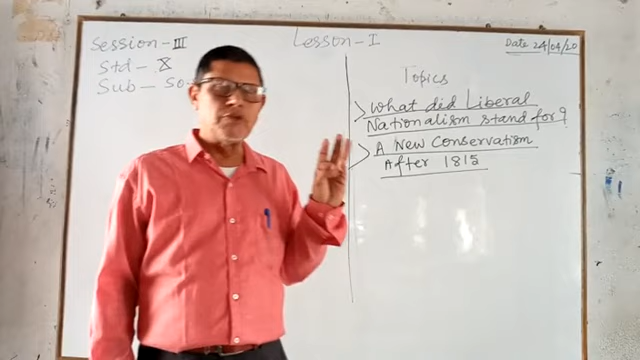 Session - III
Lesson - I
Date 24/04/20
Std - X
Sub - So
Topics
> What did Liberal
Nationalism stand for?
> A New Conservatism
After 1815